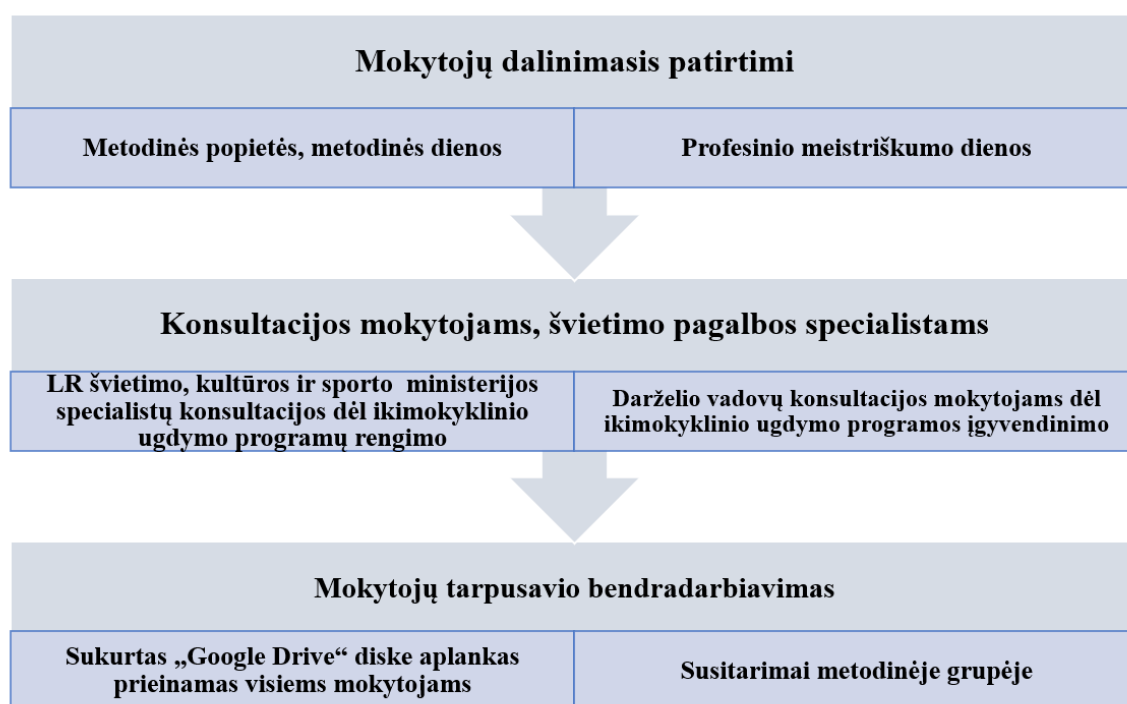 Mokytojų dalinimasis patirtimi
Metodinės popietės, metodinės dienos
Profesinio meistriškumo dienos
Konsultacijos mokytojams, švietimo pagalbos specialistams
LR švietimo, kultūros ir sporto ministerijos
specialistų konsultacijos dėl ikimokyklinio
ugdymo programų rengimo
Darželio vadovų konsultacijos mokytojams dėl
ikimokyklinio ugdymo programos įgyvendinimo
Mokytojų tarpusavio bendradarbiavimas
Sukurtas „Google Drive“ diske aplankas
prieinamas visiems mokytojams
Susitarimai metodinėje grupėje